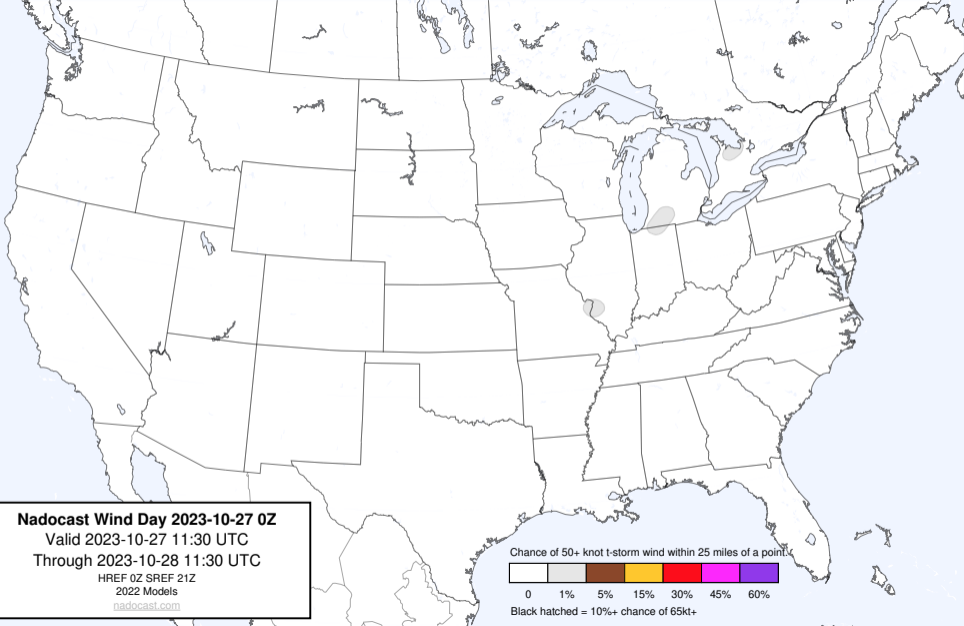 Nadocast Wind Day 2023-10-27 0Z
Valid 2023-10-27 11:30 UTC
Through 2023-10-28 11:30 UTC
HREF 0Z SREF 21Z
2022 Models
nadocast.com
Chance of 50+ knot t-storm wind within 25 miles of a point.
0 1% 5% 15% 30% 45% 60%
Black hatched = 10%+ chance of 65kt+